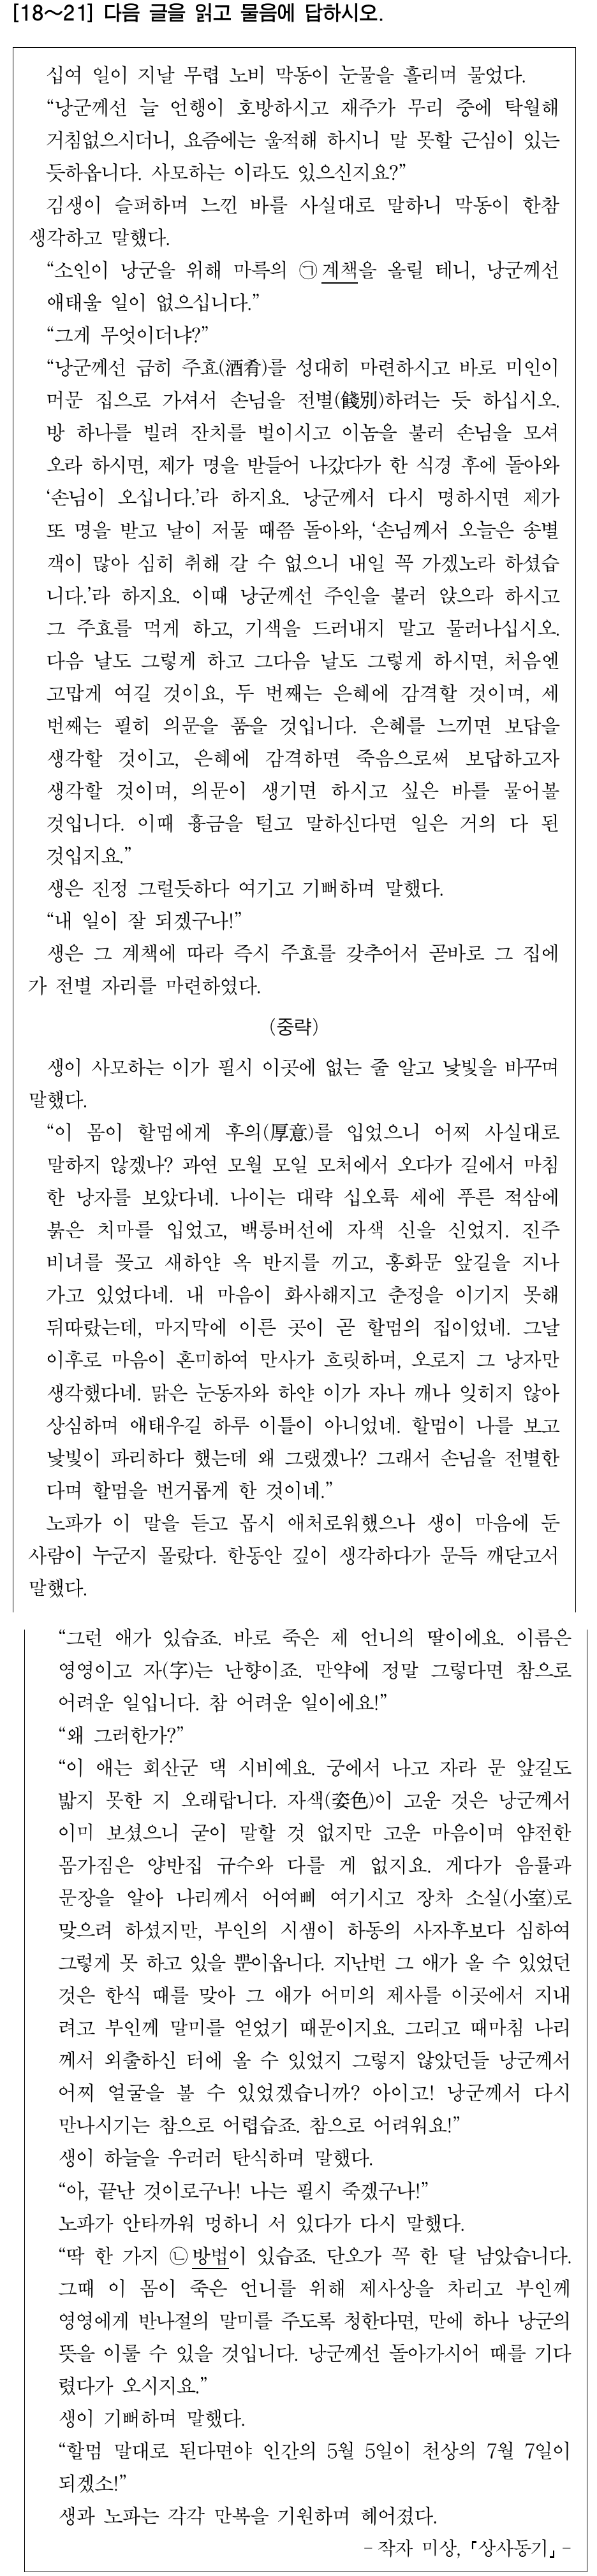 [18～21] 다음 글을 읽고 물음에 답하시오.
십여 일이 지날 무렵 노비 막동이 눈물을 흘리며 물었다.
“낭군께선 늘 언행이 호방하시고 재주가 무리 중에 탁월해
거침없으시더니, 요즘에는 울적해 하시니 말 못할 근심이 있는
듯하옵니다. 사모하는 이라도 있으신지요?”
김생이 슬퍼하며 느낀 바를 사실대로 말하니 막동이 한참
생각하고 말했다.
“소인이 낭군을 위해 마륵의 ㉠계책을 올릴 테니, 낭군께선
애태울 일이 없으십니다.”
“그게 무엇이더냐?”
“낭군께선 급히 주효(酒肴)를 성대히 마련하시고 바로 미인이
머문 집으로 가셔서 손님을 전별(餞別)하려는 듯 하십시오.
방 하나를 빌려 잔치를 벌이시고 이놈을 불러 손님을 모셔
오라 하시면, 제가 명을 받들어 나갔다가 한 식경 후에 돌아와
‘손님이 오십니다.’라 하지요. 낭군께서 다시 명하시면 제가
또 명을 받고 날이 저물 때쯤 돌아와, ‘손님께서 오늘은 송별
객이 많아 심히 취해 갈 수 없으니 내일 꼭 가겠노라 하셨습
니다.’라 하지요. 이때 낭군께선 주인을 불러 앉으라 하시고
그 주효를 먹게 하고, 기색을 드러내지 말고 물러나십시오.
다음 날도 그렇게 하고 그다음 날도 그렇게 하시면, 처음엔
고맙게 여길 것이요, 두 번째는 은혜에 감격할 것이며, 세
번째는 필히 의문을 품을 것입니다. 은혜를 느끼면 보답을
생각할 것이고, 은혜에 감격하면 죽음으로써 보답하고자
생각할 것이며, 의문이 생기면 하시고 싶은 바를 물어볼
것입니다. 이때 흉금을 털고 말하신다면 일은 거의 다 된
것입지요.”
생은 진정 그럴듯하다 여기고 기뻐하며 말했다.
“내 일이 잘 되겠구나!”
생은 그 계책에 따라 즉시 주효를 갖추어서 곧바로 그 집에
가 전별 자리를 마련하였다.
(중략)
생이 사모하는 이가 필시 이곳에 없는 줄 알고 낯빛을 바꾸며
말했다.
“이 몸이 할멈에게 후의(厚意)를 입었으니 어찌 사실대로
말하지 않겠나? 과연 모월 모일 모처에서 오다가 길에서 마침
한 낭자를 보았다네. 나이는 대략 십오륙 세에 푸른 적삼에
붉은 치마를 입었고, 백릉버선에 자색 신을 신었지. 진주
비녀를 꽂고 새하얀 옥 반지를 끼고, 홍화문 앞길을 지나
가고 있었다네. 내 마음이 화사해지고 춘정을 이기지 못해
뒤따랐는데, 마지막에 이른 곳이 곧 할멈의 집이었네. 그날
이후로 마음이 혼미하여 만사가 흐릿하며, 오로지 그 낭자만
생각했다네. 맑은 눈동자와 하얀 이가 자나 깨나 잊히지 않아
상심하며 애태우길 하루 이틀이 아니었네. 할멈이 나를 보고
낯빛이 파리하다 했는데 왜 그랬겠나? 그래서 손님을 전별한
다며 할멈을 번거롭게 한 것이네.”
노파가 이 말을 듣고 몹시 애처로워했으나 생이 마음에 둔
사람이 누군지 몰랐다. 한동안 깊이 생각하다가 문득 깨닫고서
말했다.
“그런 애가 있습죠. 바로 죽은 제 언니의 딸이에요. 이름은
영영이고 자(字)는 난향이죠. 만약에 정말 그렇다면 참으로
어려운 일입니다. 참 어려운 일이에요!”
“왜 그러한가?”
“이 애는 회산군 댁 시비예요. 궁에서 나고 자라 문 앞길도
밟지 못한 지 오래랍니다. 자색(姿色)이 고운 것은 낭군께서
이미 보셨으니 굳이 말할 것 없지만 고운 마음이며 얌전한
몸가짐은 양반집 규수와 다를 게 없지요. 게다가 음률과
문장을 알아 나리께서 어여삐 여기시고 장차 소실(小室)로
맞으려 하셨지만, 부인의 시샘이 하동의 사자후보다 심하여
그렇게 못 하고 있을 뿐이옵니다. 지난번 그 애가 올 수 있었던
것은 한식 때를 맞아 그 애가 어미의 제사를 이곳에서 지내
려고 부인께 말미를 얻었기 때문이지요. 그리고 때마침 나리
께서 외출하신 터에 올 수 있었지 그렇지 않았던들 낭군께서
어찌 얼굴을 볼 수 있었겠습니까? 아이고! 낭군께서 다시
만나시기는 참으로 어렵습죠. 참으로 어려워요!”
생이 하늘을 우러러 탄식하며 말했다.
“아, 끝난 것이로구나! 나는 필시 죽겠구나!”
노파가 안타까워 멍하니 서 있다가 다시 말했다.
“딱 한 가지 ㉡방법이 있습죠. 단오가 꼭 한 달 남았습니다.
그때 이 몸이 죽은 언니를 위해 제사상을 차리고 부인께
영영에게 반나절의 말미를 주도록 청한다면, 만에 하나 낭군의
뜻을 이룰 수 있을 것입니다. 낭군께선 돌아가시어 때를 기다
렸다가 오시지요.”
생이 기뻐하며 말했다.
“할멈 말대로 된다면야 인간의 5월 5일이 천상의 7월 7일이
되겠소!”
생과 노파는 각각 만복을 기원하며 헤어졌다.
- 작자 미상, 「상사동기」 -